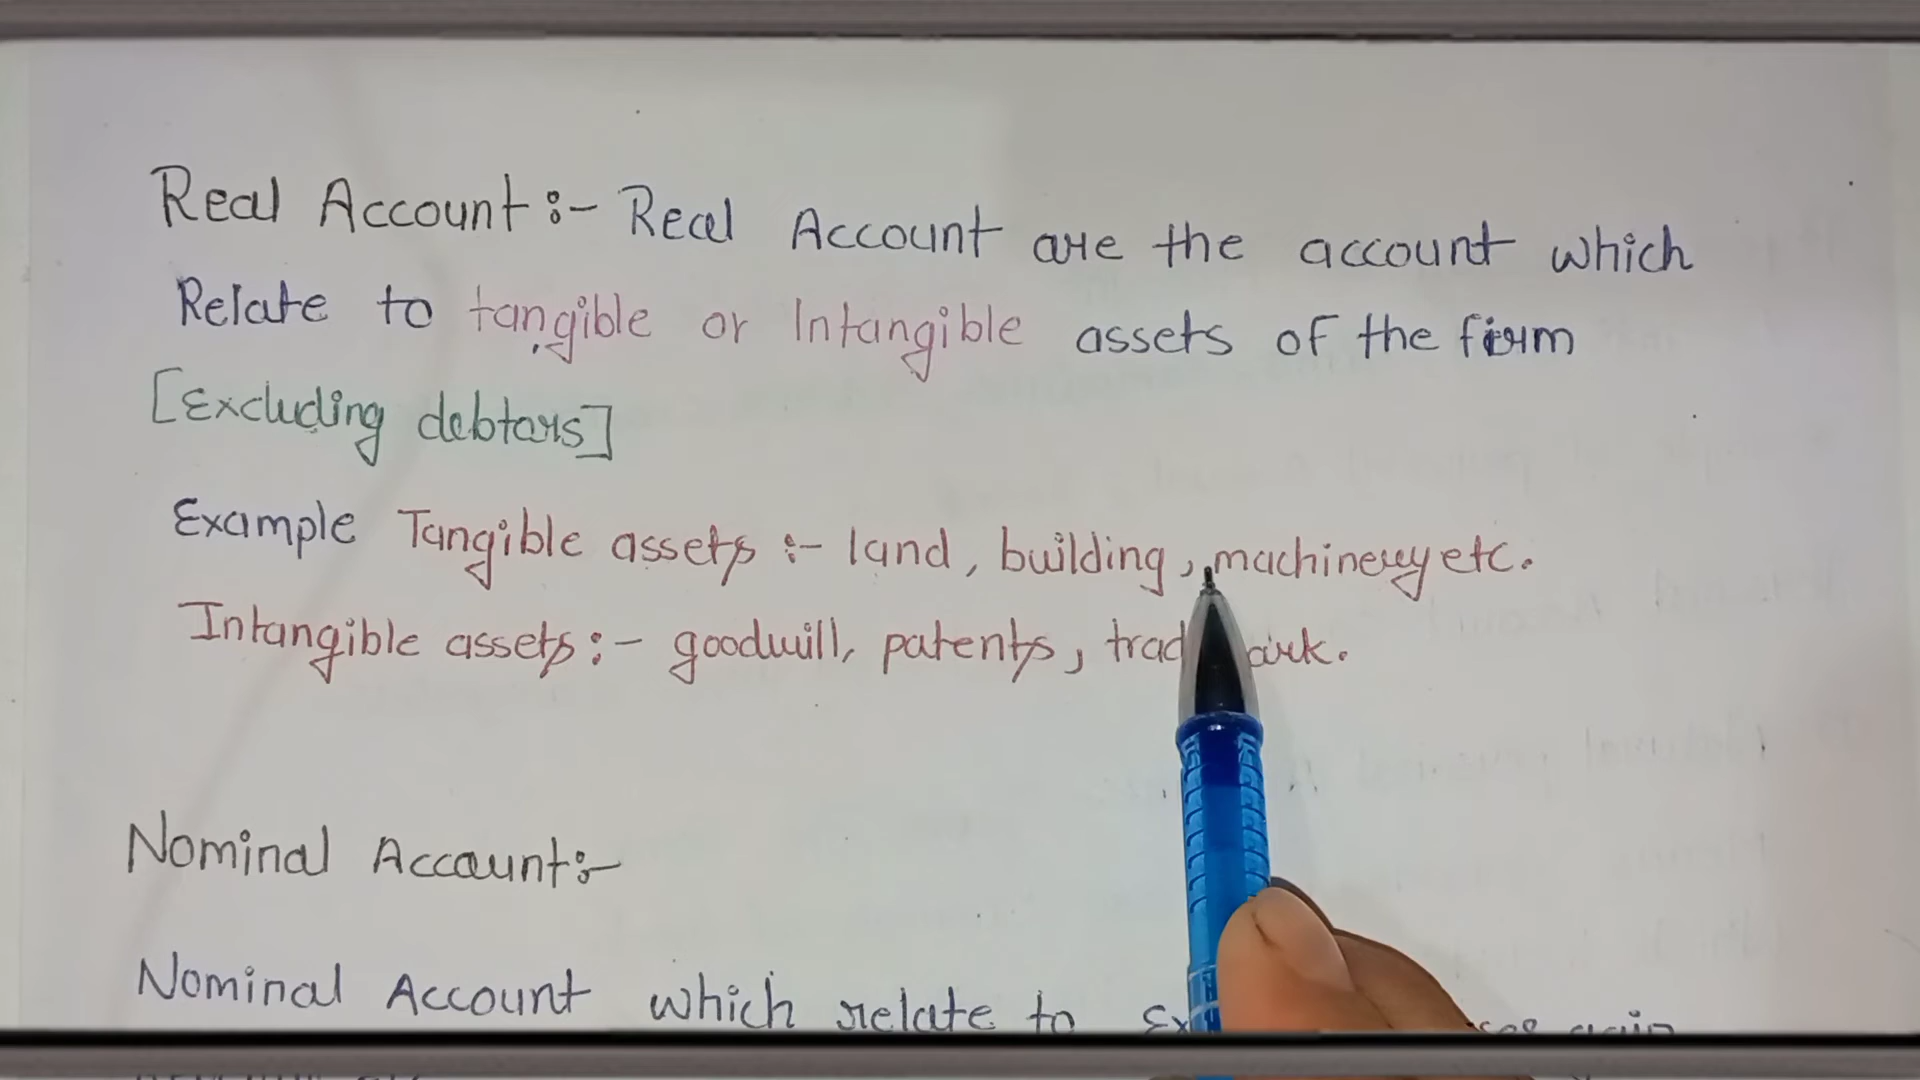 Real Account :- Real Account are the account which
Relate to tangible or Intangible assets of the firm
[Excluding debtors]
Example Tangible assets :- land, building, machinery etc.
Intangible assets :- goodwill, patents,
Nominal Account :-
Nominal Account which relate to